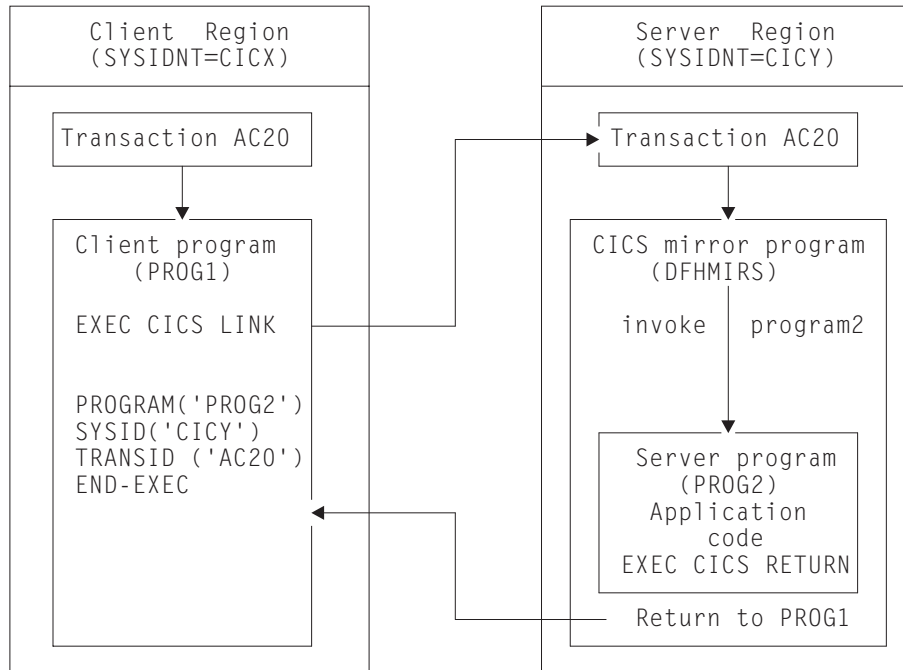 Client Region
(SYSIDNT=CICX)
Transaction AC20
Client program
(PROG1)
EXEC CICS LINK
PROGRAM('PROG2')
SYSID('CICY')
TRANSID ('AC20')
END-EXEC
Server Region
(SYSIDNT=CICY)
Transaction AC20
CICS mirror program
(DFHMIRS)
invoke program2
Server program
(PROG2)
Application
code
EXEC CICS RETURN
Return to PROG1